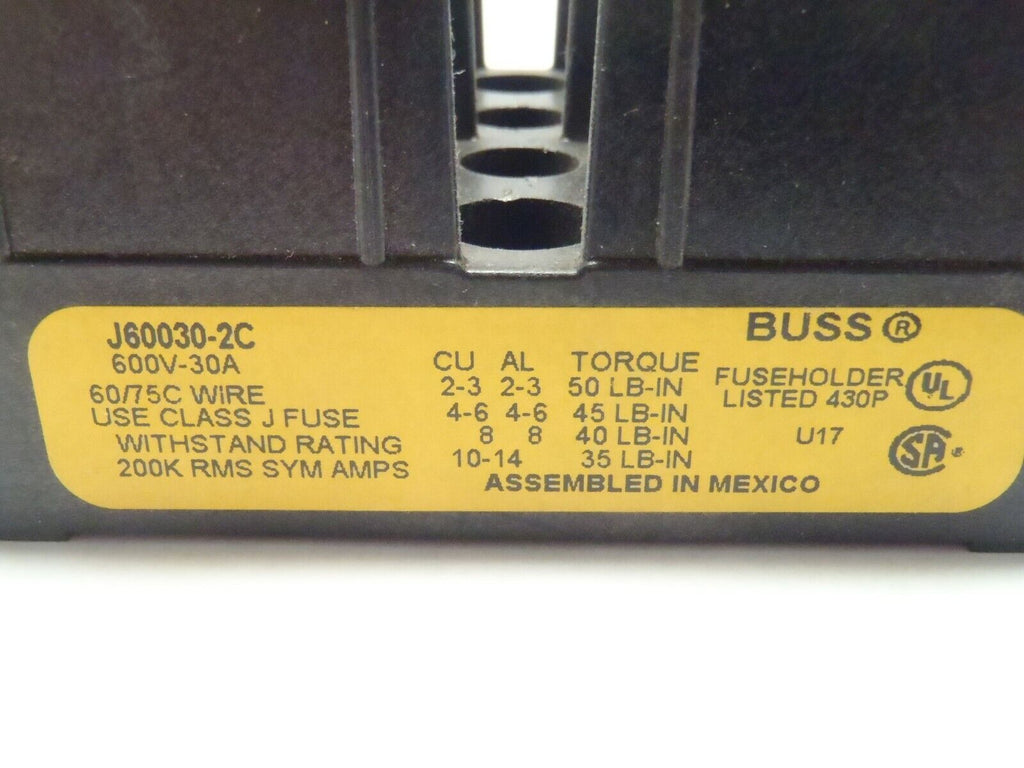 J60030-2C
600V-30A
60/75C WIRE
USE CLASS J FUSE
WITHSTAND RATING
200K RMS SYM AMPS
CU AL TORQUE
2-3 2-3 50 LB-IN
4-6 4-6 45 LB-IN
8 8 40 LB-IN
10-14 35 LB-IN
ASSEMBLED IN MEXICO
BUSS ®
FUSEHOLDER
LISTED 430P
UL
U17
SA ®